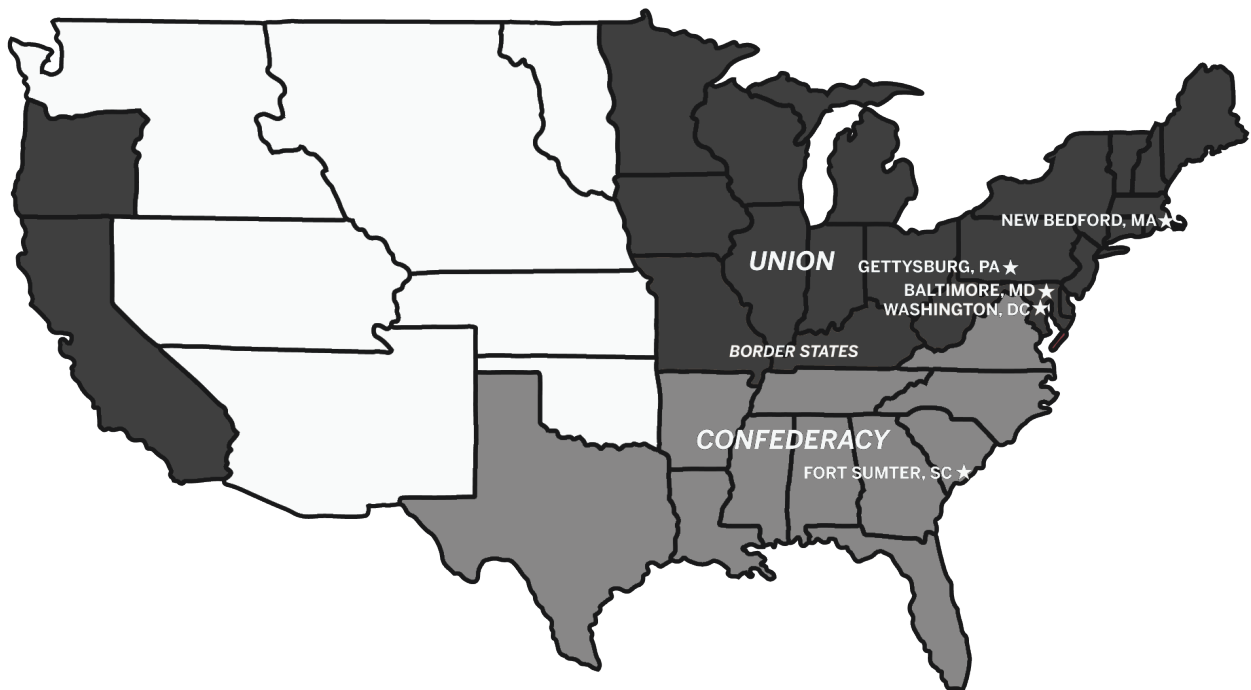 NEW BEDFORD, MA
UNION
GETTYSBURG, PA
BALTIMORE, MD
WASHINGTON, DC
BORDER STATES
CONFEDERACY
FORT SUMTER, SC